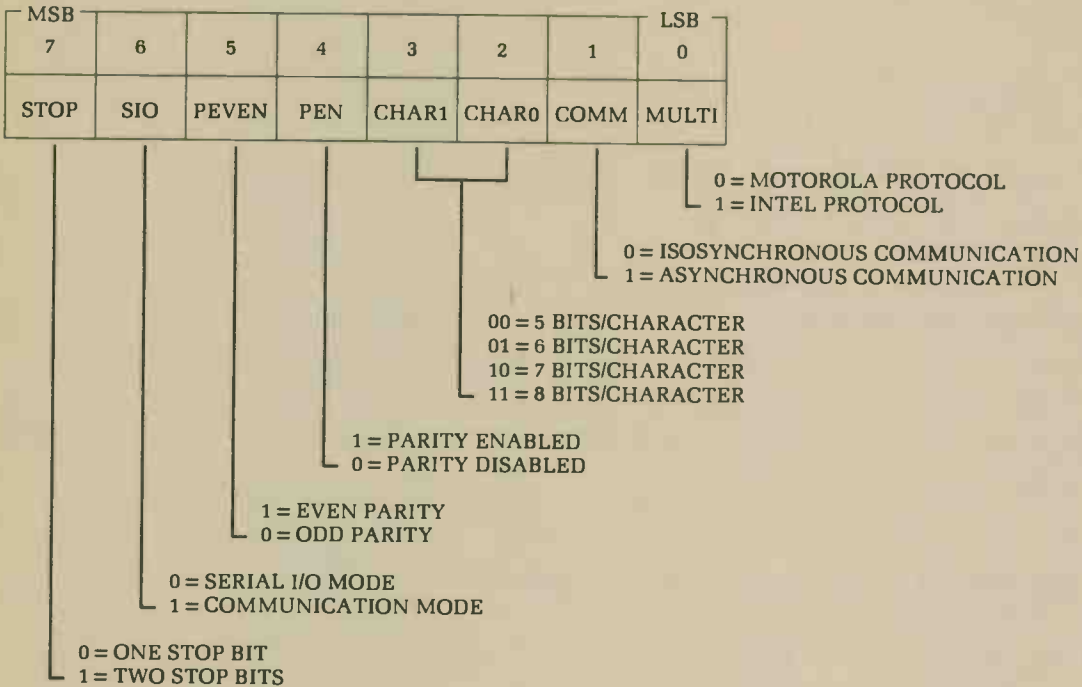 MSB LSB
7 6 5 4 3 2 1 0
STOP SIO PEVEN PEN CHAR1 CHAR0 COMM MULTI
0 = MOTOROLA PROTOCOL
1 = INTEL PROTOCOL
0 = ISOSYNCHRONOUS COMMUNICATION
1 = ASYNCHRONOUS COMMUNICATION
00 = 5 BITS/CHARACTER
01 = 6 BITS/CHARACTER
10 = 7 BITS/CHARACTER
11 = 8 BITS/CHARACTER
1 = PARITY ENABLED
0 = PARITY DISABLED
1 = EVEN PARITY
0 = ODD PARITY
0 = SERIAL I/O MODE
1 = COMMUNICATION MODE
0 = ONE STOP BIT
1 = TWO STOP BITS